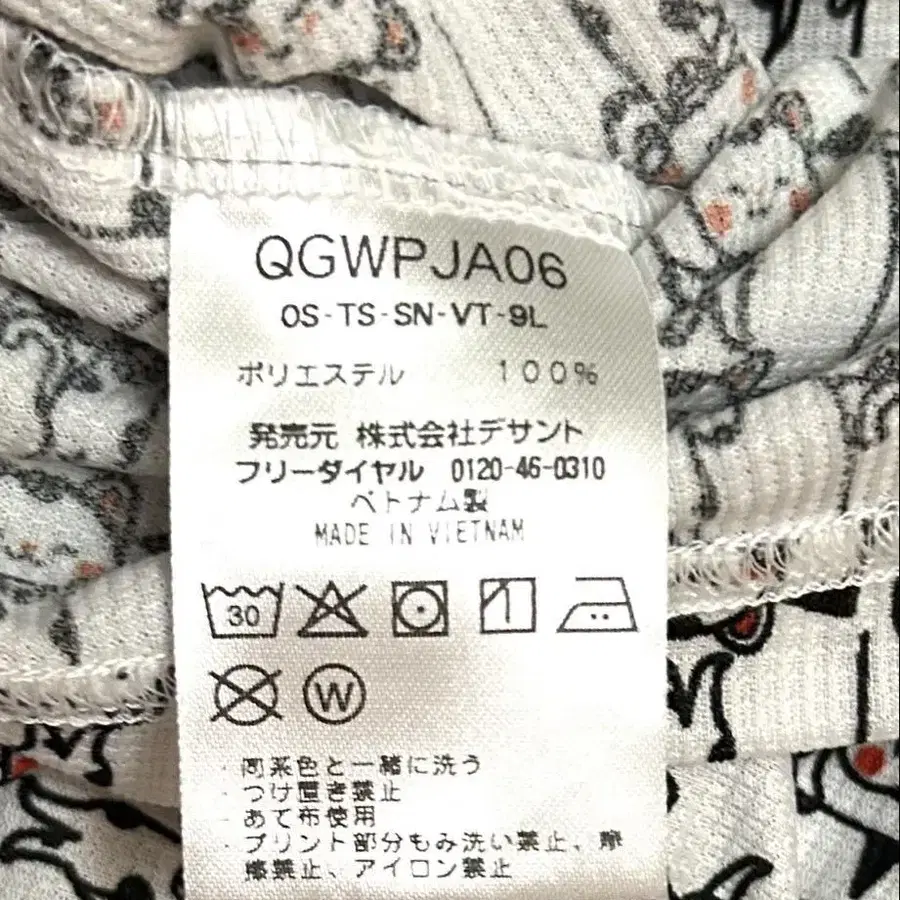 QGWPJA06
OS-TS-SN-VT-9L
ポリエステル 100%
発売元 株式会社デサント
フリーダイヤル 0120-46-0310
ベトナム製
MADE IN VIETNAM
30
W
・同系色と一緒に洗う
・つけ置き禁止
・あて布使用
・プリント部分もみ洗い禁止、摩
擦禁止、アイロン禁止